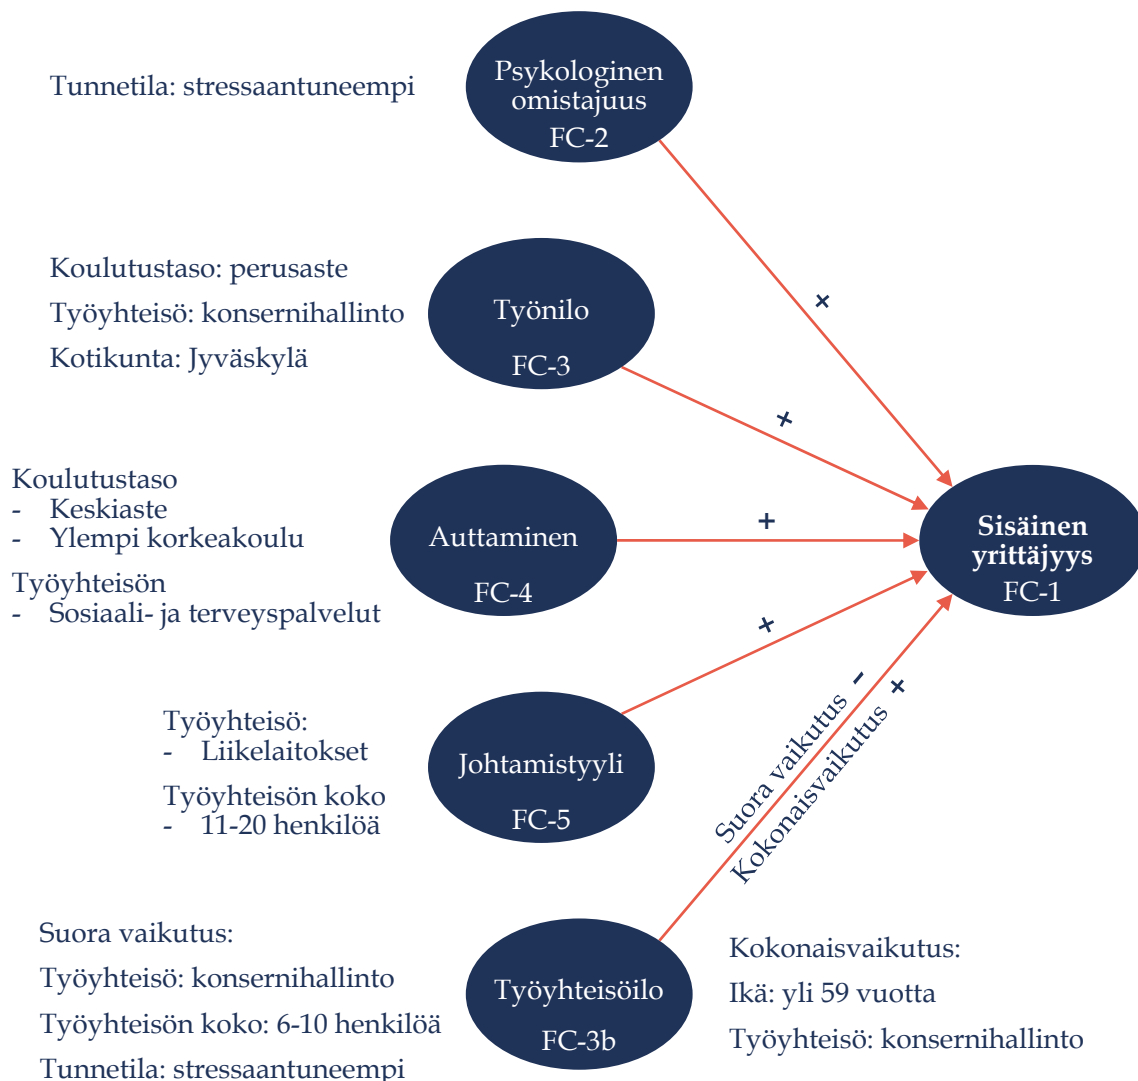 Tunnetila: stressaantuneempi
Psykologinen
omistajuus
FC-2
+
Koulutustaso: perusaste
Työyhteisö: konsernihallinto
Kotikunta: Jyväskylä
Työnilo
FC-3
+
Koulutustaso
- Keskiaste
- Ylempi korkeakoulu
Työyhteisön
- Sosiaali- ja terveyspalvelut
Auttaminen
FC-4
+
Sisäinen
yrittäjyys
FC-1
Työyhteisö:
- Liikelaitokset
Työyhteisön koko
- 11-20 henkilöä
Johtamistyyli
FC-5
+
Suora vaikutus –
Kokonaisvaikutus +
Suora vaikutus:
Työyhteisö: konsernihallinto
Työyhteisön koko: 6-10 henkilöä
Tunnetila: stressaantuneempi
Työyhteisöilo
FC-3b
Kokonaisvaikutus:
Ikä: yli 59 vuotta
Työyhteisö: konsernihallinto